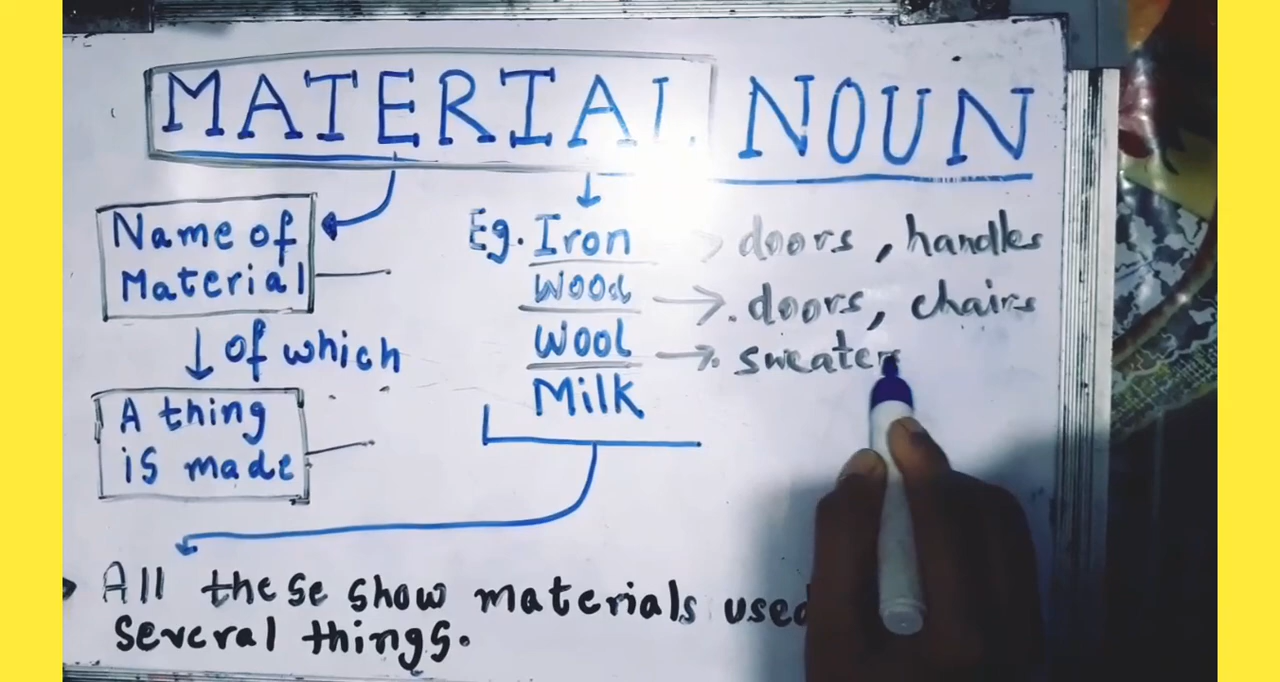 MATERIAL NOUN
Name of
Material
of which
A thing
is made
Eg. Iron → doors, handles
Wood → doors, chairs
Wool → sweater
Milk
All these show materials used
several things.